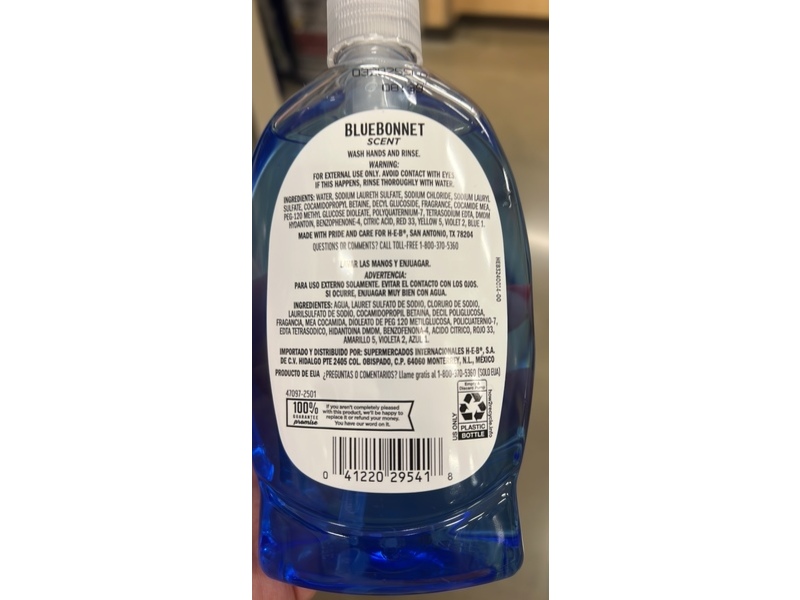 BLUEBONNET
SCENT
WASH HANDS AND RINSE.
WARNING:
FOR EXTERNAL USE ONLY. AVOID CONTACT WITH EYES.
IF THIS HAPPENS, RINSE THOROUGHLY WITH WATER.
INGREDIENTS: WATER, SODIUM LAURETH SULFATE, SODIUM CHLORIDE, SODIUM LAURYL
SULFATE, COCAMIDOPROPYL BETAINE, DECYL GLUCOSIDE, FRAGRANCE, COCAMIDE MEA,
PEG-120 METHYL GLUCOSE DIOLEATE, POLYQUATERNIUM-7, TETRASODIUM EDTA, DMDM
HYDANTOIN, BENZOPHENONE-4, CITRIC ACID, RED 33, YELLOW 5, VIOLET 2, BLUE 1.
MADE WITH PRIDE AND CARE FOR H-E-B®, SAN ANTONIO, TX 78204
QUESTIONS OR COMMENTS? CALL TOLL-FREE 1-800-370-5360
LAVAR LAS MANOS Y ENJUAGAR.
ADVERTENCIA:
PARA USO EXTERNO SOLAMENTE. EVITAR EL CONTACTO CON LOS OJOS.
SI OCURRE, ENJUAGAR MUY BIEN CON AGUA.
INGREDIENTES: AGUA, LAURET SULFATO DE SODIO, CLORURO DE SODIO,
LAURILSULFATO DE SODIO, COCAMIDOPROPIL BETAINA, DECIL POLIGLUCOSA,
FRAGANCIA, MEA COCAMIDA, DIOLEATO DE PEG 120 METILGLUCOSA, POLICUATERNIO-7,
EDTA TETRASODICO, HIDANTOINA DMDM, BENZOFENONA-4, ACIDO CITRICO, ROJO 33,
AMARILLO 5, VIOLETA 2, AZUL 1.
IMPORTADO Y DISTRIBUIDO POR: SUPERMERCADOS INTERNACIONALES H-E-B®, S.A.
DE C.V. HIDALGO PTE 2405 COL. OBISPADO, C.P. 64060 MONTERREY, N.L., MÉXICO
PRODUCTO DE EUA ¿PREGUNTAS O COMENTARIOS? Llame gratis al 1-800-370-5360 (SOLO EUA)
47097-2501
100%
GUARANTEE
promise
If you aren't completely pleased
with this product, we'll be happy to
replace it or refund your money.
You have our word on it.
US ONLY
PLASTIC
BOTTLE
how2recycle.info
0 41220 29541 8